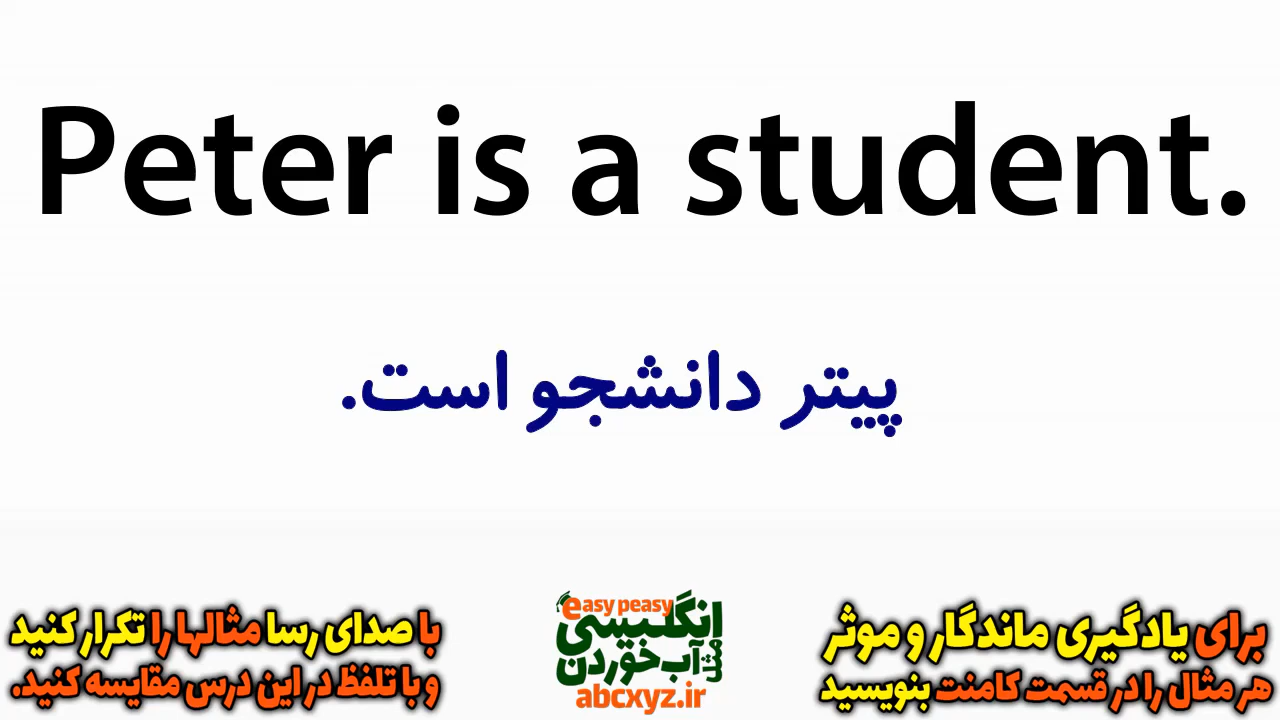 Peter is a student.
پیتر دانشجو است.
برای یادگیری ماندگار و موثر
هر مثال را در قسمت کامنت بنویسید
easy peasy
انگلیسی
مثل آب خوردن
abcxyz.ir
با صدای رسا مثالها را تکرار کنید
و با تلفظ در این درس مقایسه کنید.